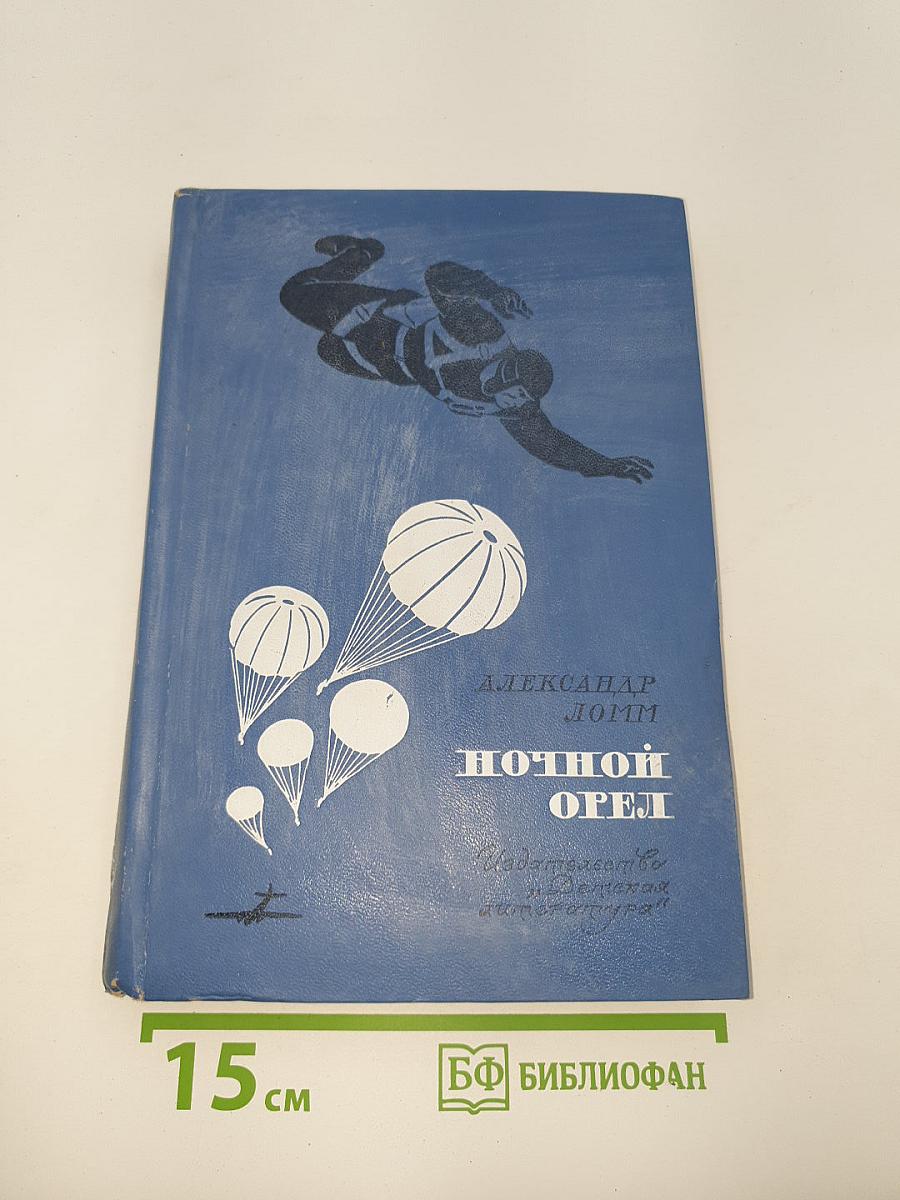 АЛЕКСАНДР
ЛОММ
НОЧНОЙ
ОРЕЛ
Издательство
„Детская
литература"
15 см
БФ БИБЛИОФАН